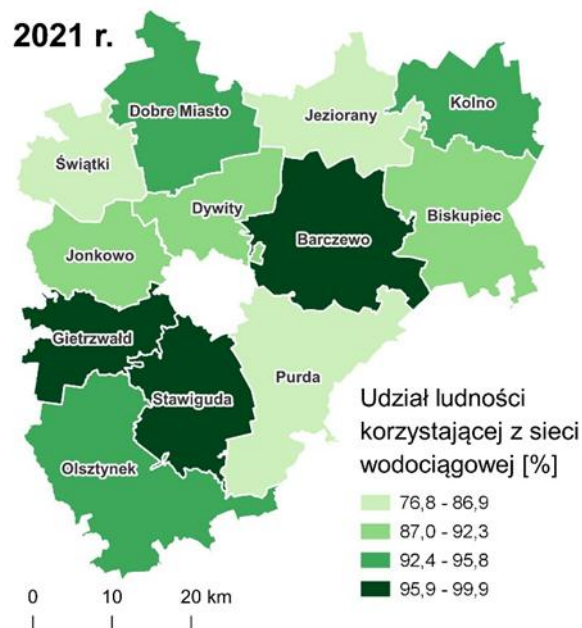 2021 r.
Dobre Miasto
Jeziorany
Kolno
Świątki
Dywity
Biskupiec
Barczewo
Jonkowo
Gietrzwałd
Stawiguda
Purda
Olsztynek
Udział ludności
korzystającej z sieci
wodociągowej [%]
76,8 - 86,9
87,0 - 92,3
92,4 - 95,8
95,9 - 99,9
0 10 20 km